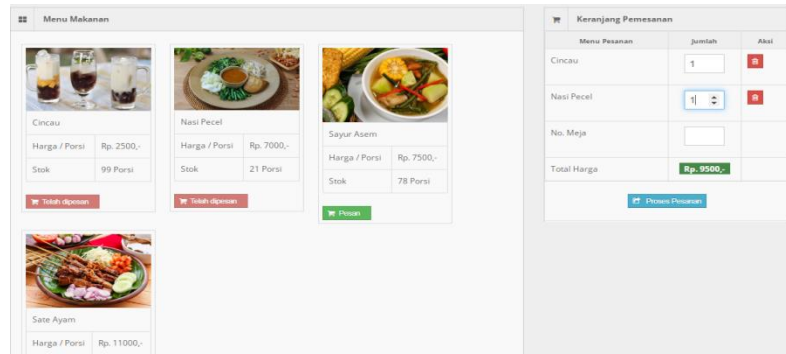 Menu Makanan
Cincau
Harga / Porsi Rp. 2500,-
Stok 99 Porsi
Telah dipesan
Nasi Pecel
Harga / Porsi Rp. 7000,-
Stok 21 Porsi
Telah dipesan
Sayur Asem
Harga / Porsi Rp. 7500,-
Stok 78 Porsi
Pesan
Sate Ayam
Harga / Porsi Rp. 11000,-
Keranjang Pemesanan
Menu Pesanan Jumlah Aksi
Cincau 1
Nasi Pecel 1
No. Meja
Total Harga Rp. 9500,-
Proses Pesanan